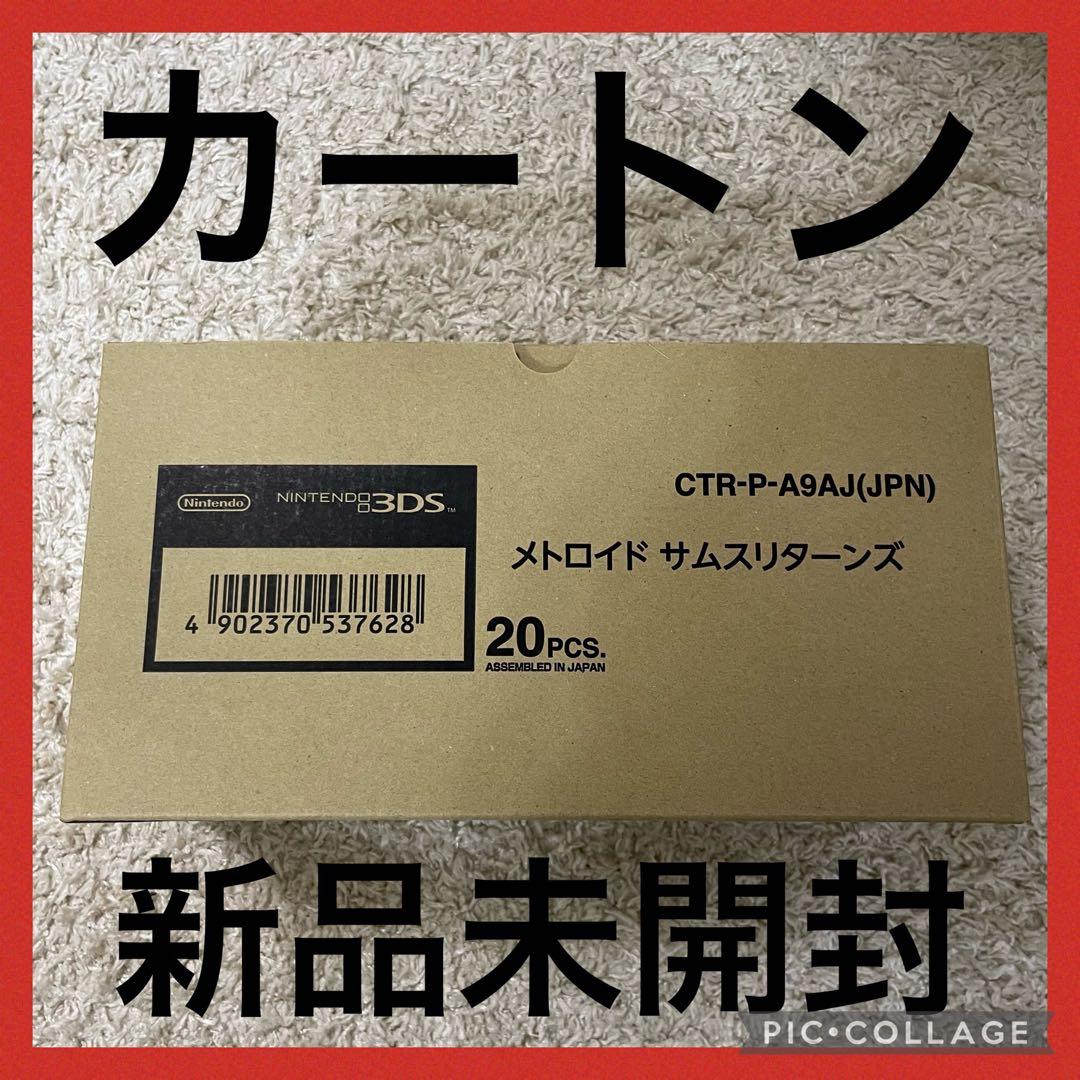 カートン
CTR-P-A9AJ(JPN)
Nintendo NINTENDO 3DS™
メトロイド サムスリターンズ
4 902370 537628
20PCS.
ASSEMBLED IN JAPAN
新品未開封
PIC•COLLAGE